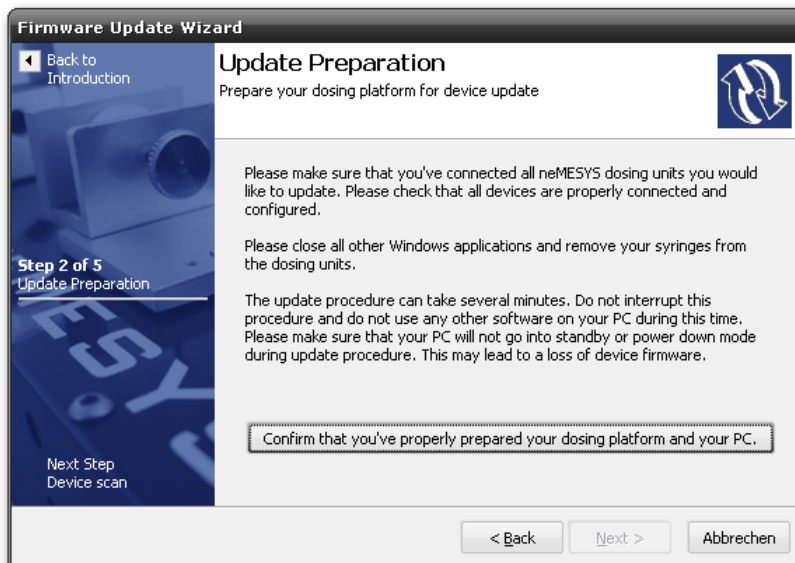 Firmware Update Wizard
Back to
Introduction
Update Preparation
Prepare your dosing platform for device update
Please make sure that you've connected all neMESYS dosing units you would
like to update. Please check that all devices are properly connected and
configured.
Please close all other Windows applications and remove your syringes from
the dosing units.
Step 2 of 5
Update Preparation
The update procedure can take several minutes. Do not interrupt this
procedure and do not use any other software on your PC during this time.
Please make sure that your PC will not go into standby or power down mode
during update procedure. This may lead to a loss of device firmware.
ESYS
Confirm that you've properly prepared your dosing platform and your PC.
Next Step
Device scan
< Back
Next >
Abbrechen